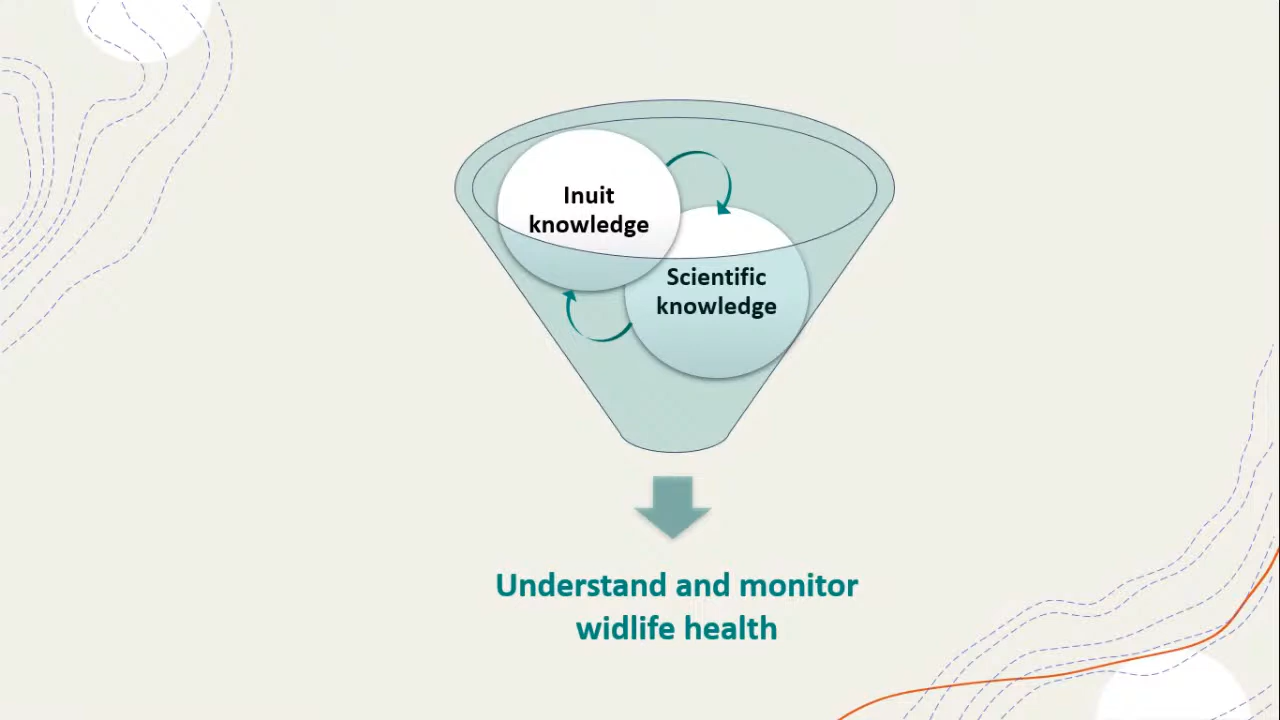 Inuit
knowledge
Scientific
knowledge
Understand and monitor
widlife health